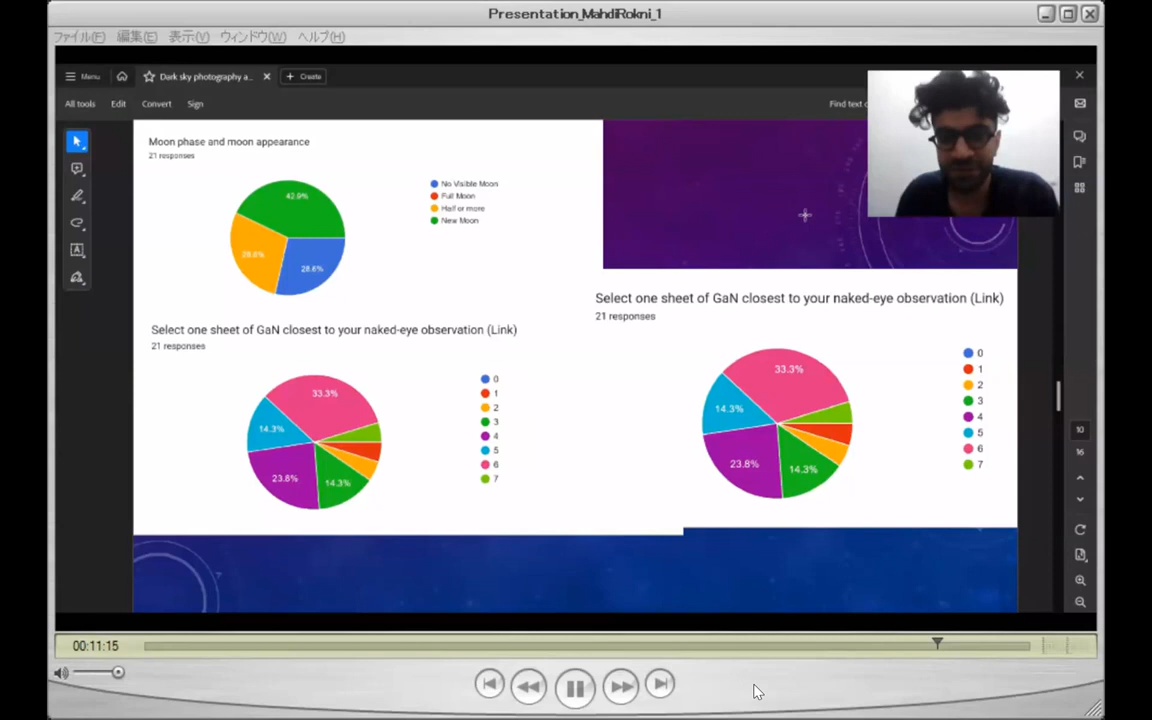 Presentation_MahdiRokni_1
ファイル(F) 編集(E) 表示(V) ウィンドウ(W) ヘルプ(H)
Menu Dark sky photography a... Create
All tools Edit Convert Sign Find text o
Moon phase and moon appearance
21 responses
42.9%
28.6%
28.6%
No Visible Moon
Full Moon
Half or more
New Moon
Select one sheet of GaN closest to your naked-eye observation (Link)
21 responses
33.3%
14.3%
23.8%
14.3%
0
1
2
3
4
5
6
7
Select one sheet of GaN closest to your naked-eye observation (Link)
21 responses
33.3%
14.3%
23.8%
14.3%
0
1
2
3
4
5
6
7
10
16
00:11:15